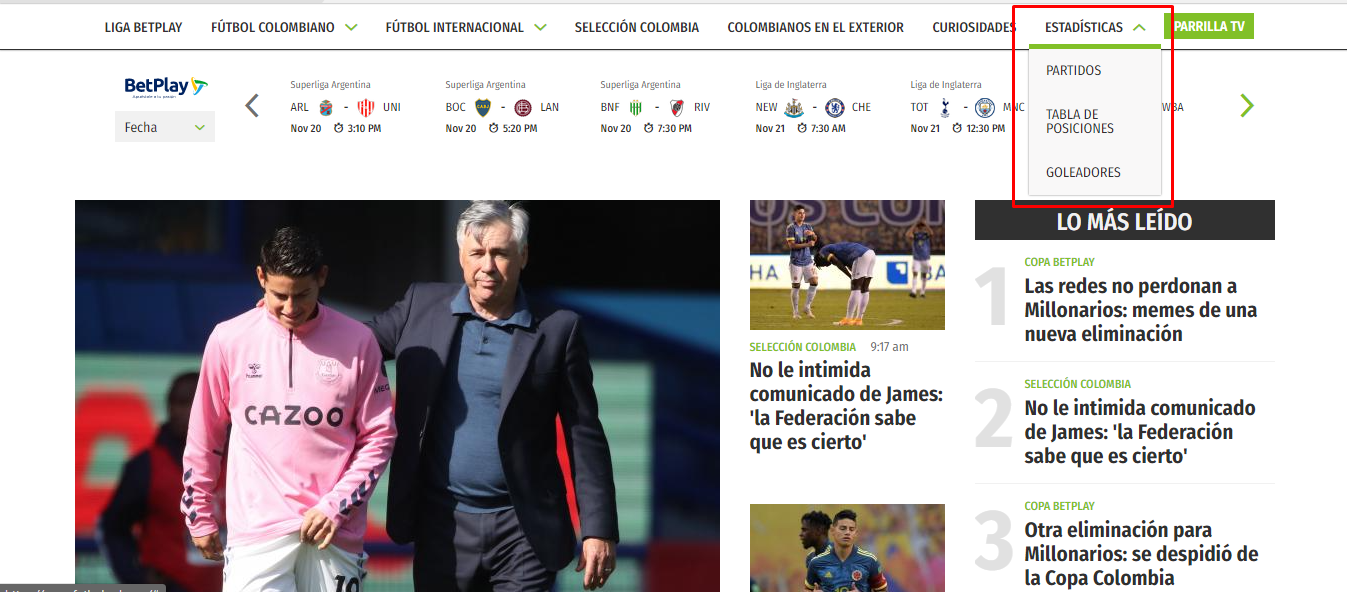 LIGA BETPLAY
FÚTBOL COLOMBIANO
FÚTBOL INTERNACIONAL
SELECCIÓN COLOMBIA
COLOMBIANOS EN EL EXTERIOR
CURIOSIDADES
ESTADÍSTICAS
PARRILLA TV
PARTIDOS
TABLA DE
POSICIONES
GOLEADORES
BetPlay
Fecha
Superliga Argentina
ARL - UNI
Nov 20 3:10 PM
Superliga Argentina
BOC - LAN
Nov 20 5:20 PM
Superliga Argentina
BNF - RIV
Nov 20 7:30 PM
Liga de Inglaterra
NEW - CHE
Nov 21 7:30 AM
Liga de Inglaterra
TOT - MNC
Nov 21 12:30 PM
WBA
CAZOO
10
SELECCIÓN COLOMBIA 9:17 am
No le intimida
comunicado de James:
'la Federación sabe
que es cierto'
LO MÁS LEÍDO
1
COPA BETPLAY
Las redes no perdonan a
Millonarios: memes de una
nueva eliminación
2
SELECCIÓN COLOMBIA
No le intimida comunicado
de James: 'la Federación
sabe que es cierto'
3
COPA BETPLAY
Otra eliminación para
Millonarios: se despidió de
la Copa Colombia